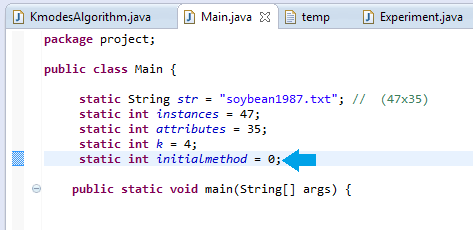 KmodesAlgorithm.java Main.java temp Experiment.java
package project;
public class Main {
static String str = "soybean1987.txt"; // (47x35)
static int instances = 47;
static int attributes = 35;
static int k = 4;
static int initialmethod = 0;
public static void main(String[] args) {